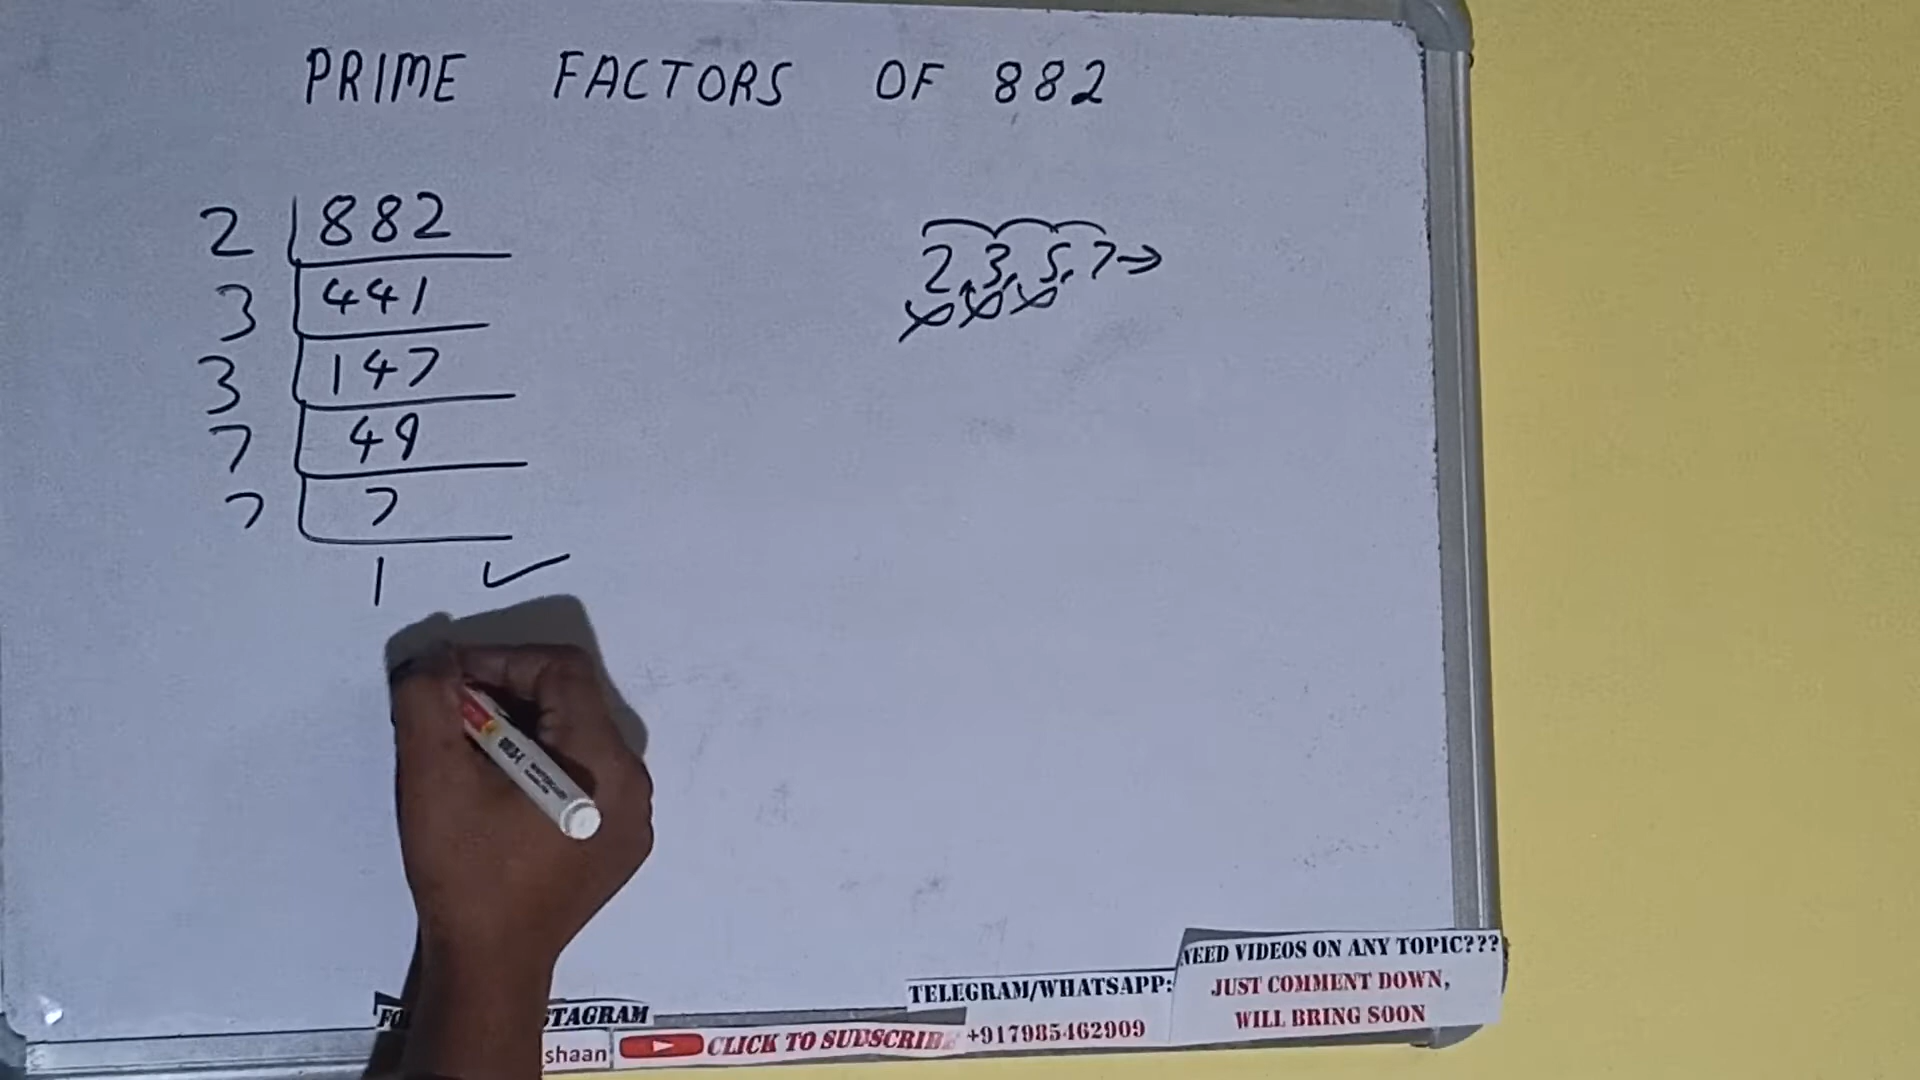 PRIME FACTORS OF 882
2 | 882
3 | 441
3 | 147
7 | 49
7 | 7
1 ✓
2, 3, 5, 7 →
TELEGRAM/WHATSAPP:
+917985462909
NEED VIDEOS ON ANY TOPIC???
JUST COMMENT DOWN,
WILL BRING SOON
CLICK TO SUBSCRIBE
shaan